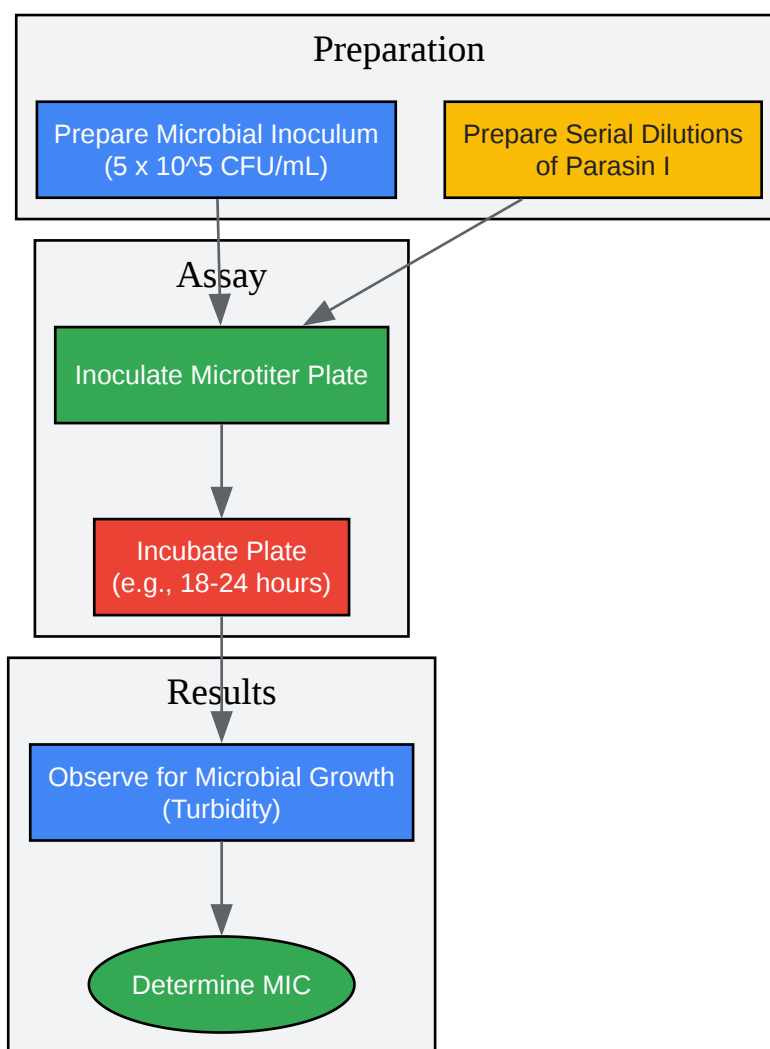 Preparation
Prepare Microbial Inoculum
(5 x 10^5 CFU/mL)
Prepare Serial Dilutions
of Parasin I
Assay
Inoculate Microtiter Plate
Incubate Plate
(e.g., 18-24 hours)
Results
Observe for Microbial Growth
(Turbidity)
Determine MIC